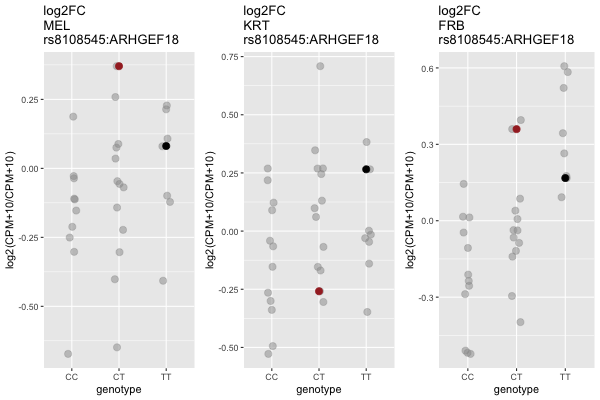 log2FC
MEL
rs8108545:ARHGEF18
log2(CPM+10/CPM+10)
0.25
0.00
-0.25
-0.50
CC CT TT
genotype
log2FC
KRT
rs8108545:ARHGEF18
log2(CPM+10/CPM+10)
0.75
0.50
0.25
0.00
-0.25
-0.50
CC CT TT
genotype
log2FC
FRB
rs8108545:ARHGEF18
log2(CPM+10/CPM+10)
0.6
0.3
0.0
-0.3
CC CT TT
genotype